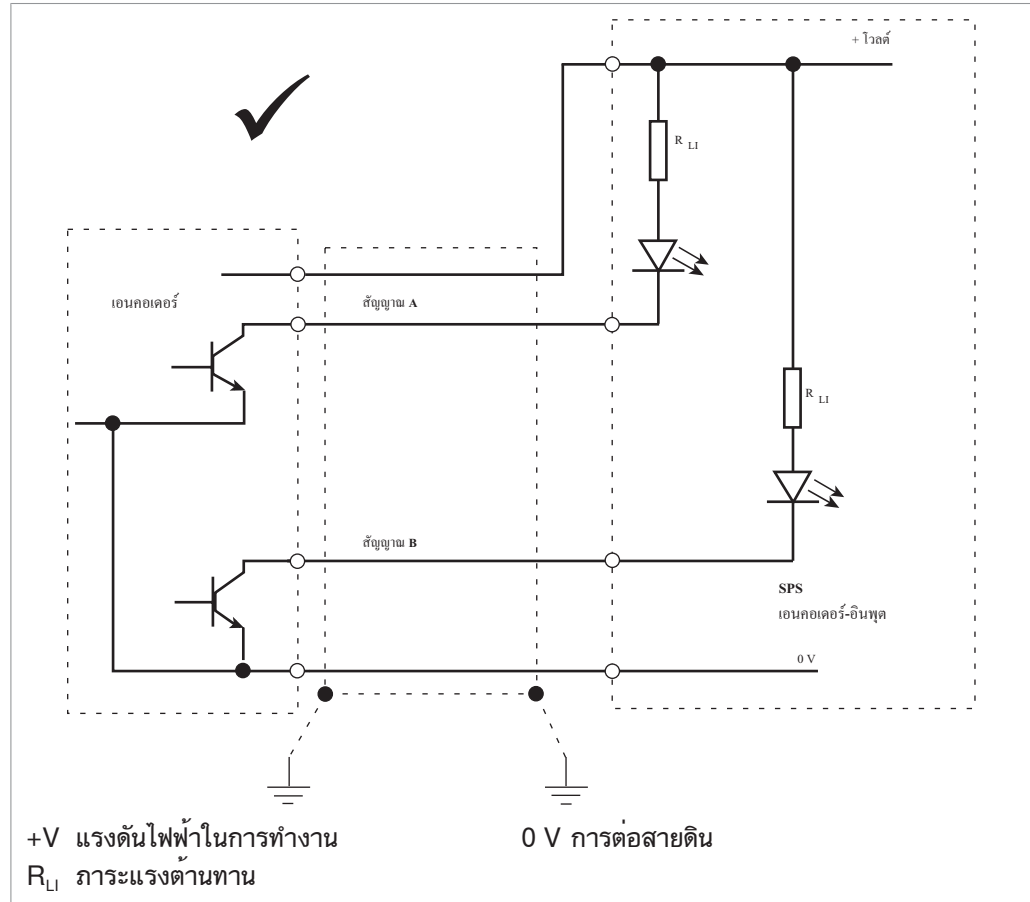 + โวลต์
R LI
เอนคอเดอร์
สัญญาณ A
R LI
สัญญาณ B
SPS
เอนคอเดอร์-อินพุต
0 V
+V แรงดันไฟฟ้าในการทำงาน
0 V การต่อสายดิน
RLI ภาระแรงต้านทาน